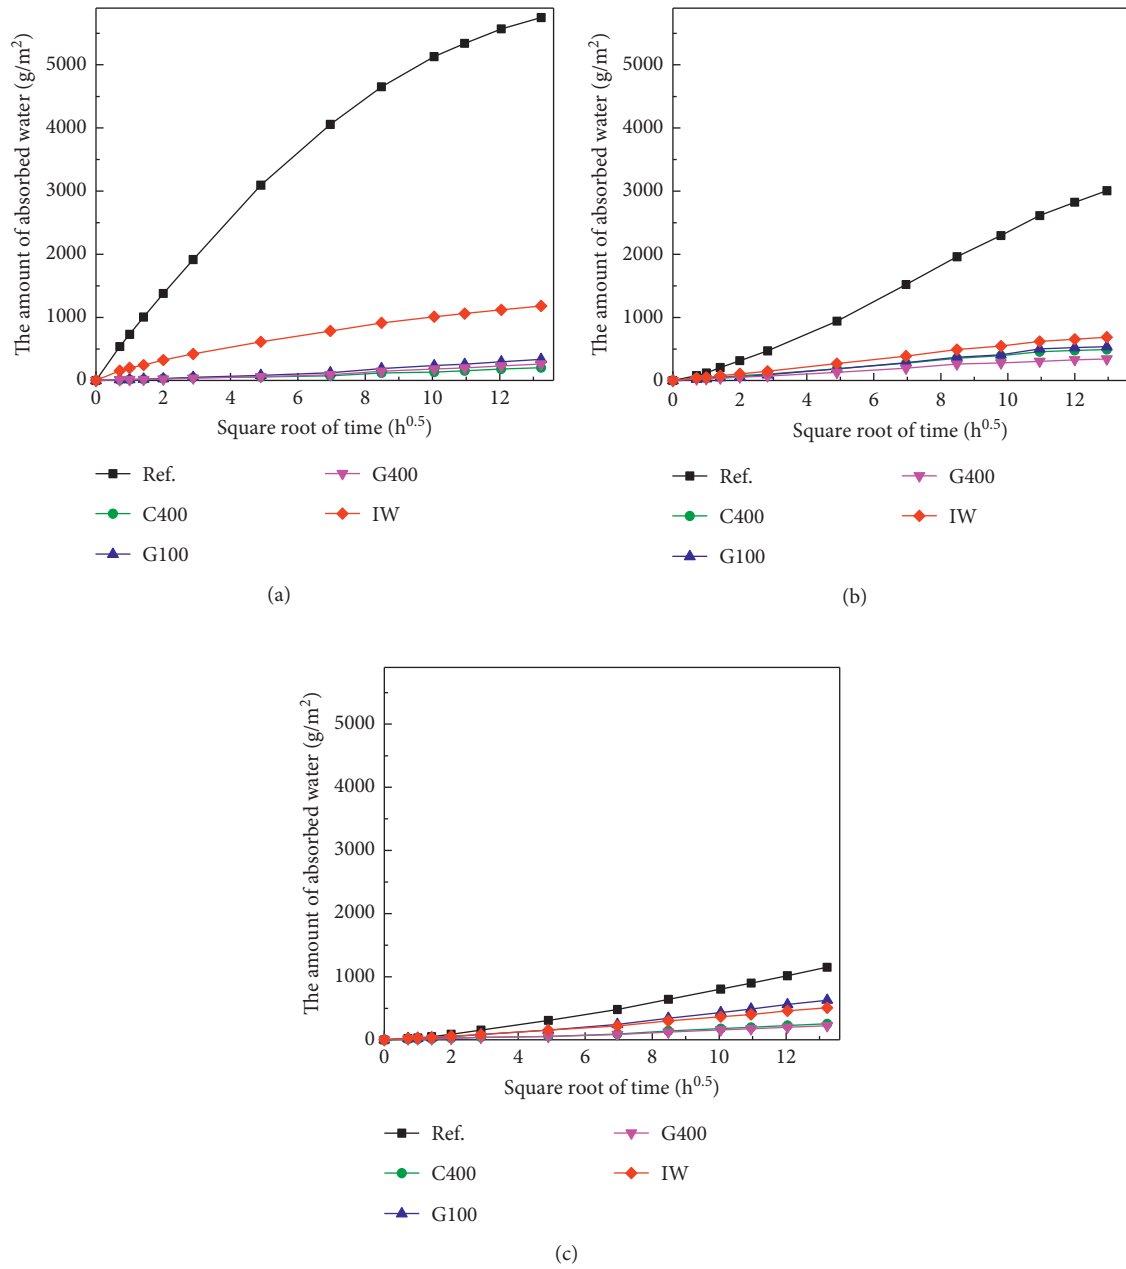 The amount of absorbed water (g/m²)
5000
4000
3000
2000
1000
0
0 2 4 6 8 10 12
Square root of time (h^0.5)
Ref.
C400
G100
G400
IW
(a)
The amount of absorbed water (g/m²)
5000
4000
3000
2000
1000
0
0 2 4 6 8 10 12
Square root of time (h^0.5)
Ref.
C400
G100
G400
IW
(b)
The amount of absorbed water (g/m²)
5000
4000
3000
2000
1000
0
0 2 4 6 8 10 12
Square root of time (h^0.5)
Ref.
C400
G100
G400
IW
(c)